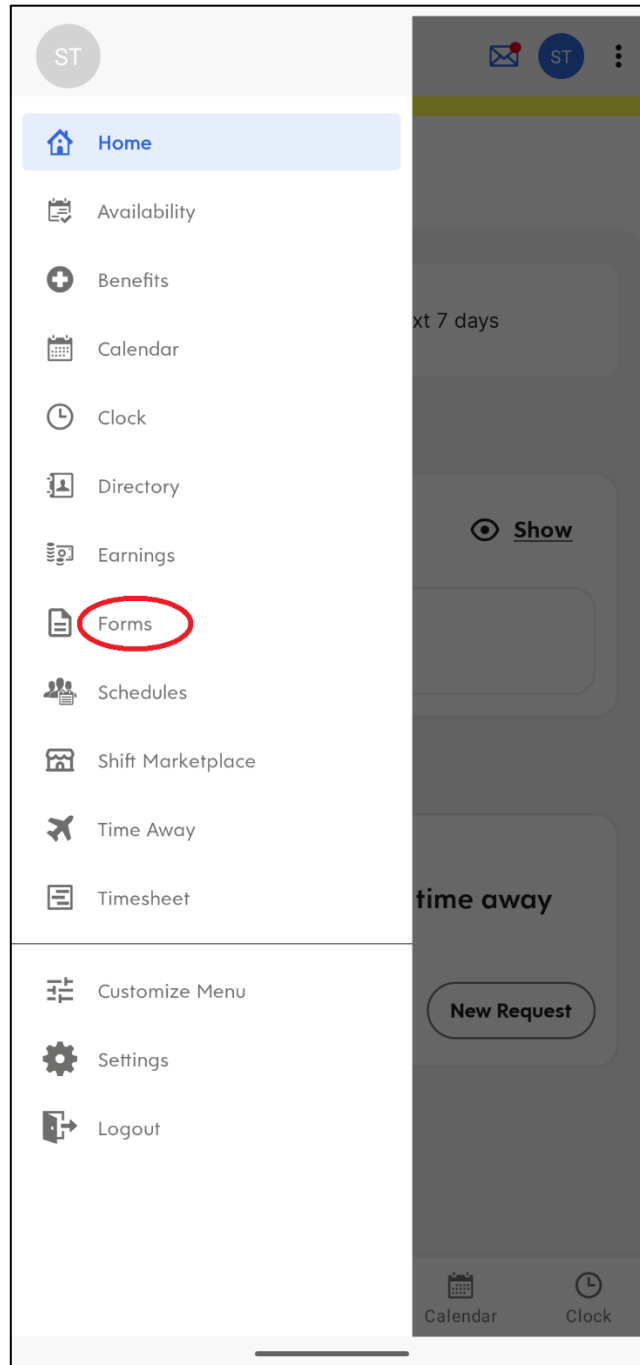 ST
ST
Home
Availability
Benefits
xt 7 days
Calendar
Clock
Directory
Show
Earnings
Forms
Schedules
Shift Marketplace
Time Away
Timesheet
time away
Customize Menu
New Request
Settings
Logout
Calendar
Clock